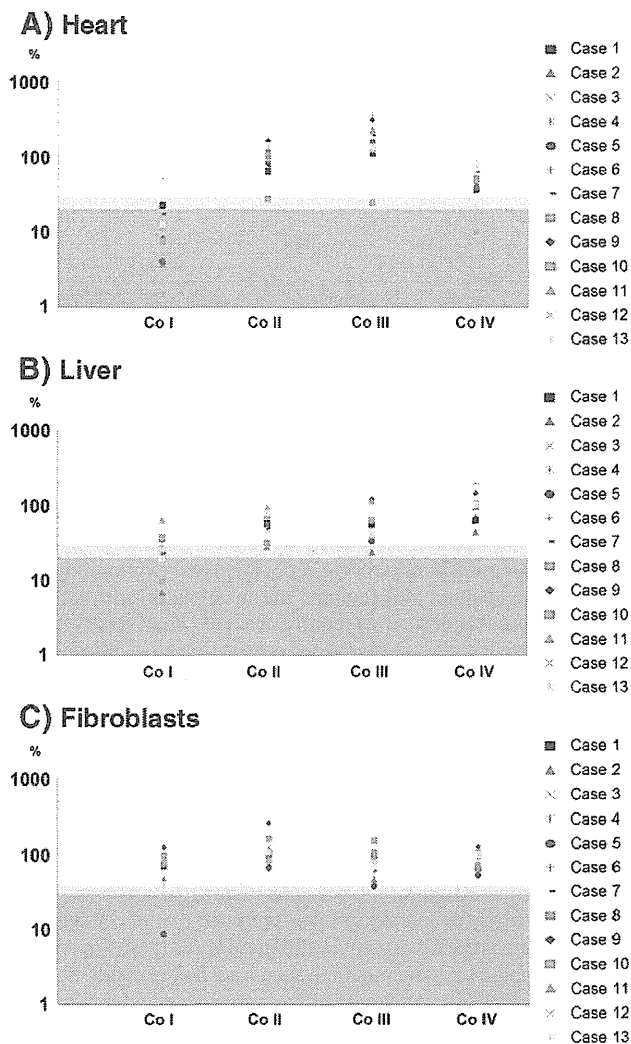 A) Heart
%
1000
100
10
1
Co I Co II Co III Co IV
Case 1
Case 2
Case 3
Case 4
Case 5
Case 6
Case 7
Case 8
Case 9
Case 10
Case 11
Case 12
Case 13
B) Liver
%
1000
100
10
1
Co I Co II Co III Co IV
Case 1
Case 2
Case 3
Case 4
Case 5
Case 6
Case 7
Case 8
Case 9
Case 10
Case 11
Case 12
Case 13
C) Fibroblasts
%
1000
100
10
1
Co I Co II Co III Co IV
Case 1
Case 2
Case 3
Case 4
Case 5
Case 6
Case 7
Case 8
Case 9
Case 10
Case 11
Case 12
Case 13